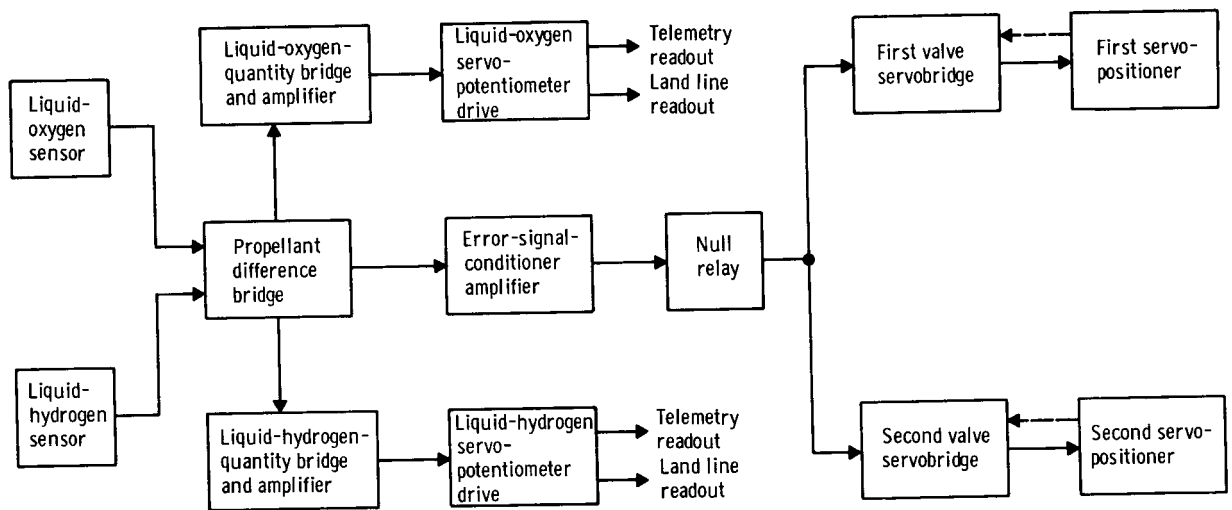 Liquid-oxygen-
quantity bridge
and amplifier
Liquid-oxygen
servo-
potentiometer
drive
Telemetry
readout
Land line
readout
First valve
servobridge
First servo-
positioner
Liquid-
oxygen
sensor
Propellant
difference
bridge
Error-signal-
conditioner
amplifier
Null
relay
Liquid-
hydrogen
sensor
Liquid-hydrogen-
quantity bridge
and amplifier
Liquid-hydrogen
servo-
potentiometer
drive
Telemetry
readout
Land line
readout
Second valve
servobridge
Second servo-
positioner